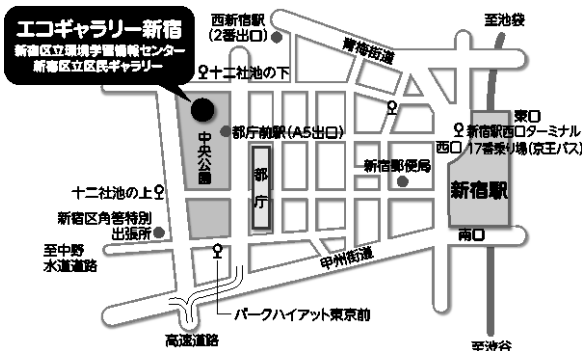 エコギャラリー新宿
新宿区立環境学習情報センター
新宿区立区民ギャラリー
西新宿駅
(2番出口)
青梅街道
至池袋
十二社池の下
中央公園
都庁前駅(A5出口)
都庁
東口
新宿駅西口ターミナル
西口 17番乗り場(京王バス)
新宿郵便局
新宿駅
十二社池の上
新宿区角筈特別
出張所
至中野
水道道路
南口
甲州街道
パークハイアット東京前
高速道路
至渋谷